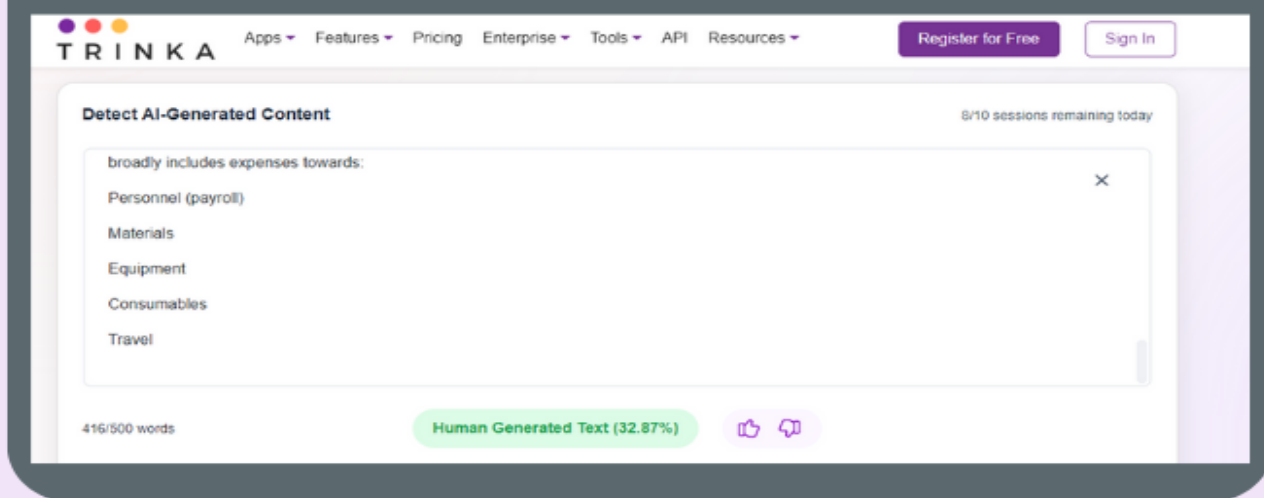 TRINKA Apps Features Pricing Enterprise Tools API Resources Register for Free Sign In
Detect AI-Generated Content 8/10 sessions remaining today
broadly includes expenses towards:
Personnel (payroll)
Materials
Equipment
Consumables
Travel
416/500 words Human Generated Text (32.87%)